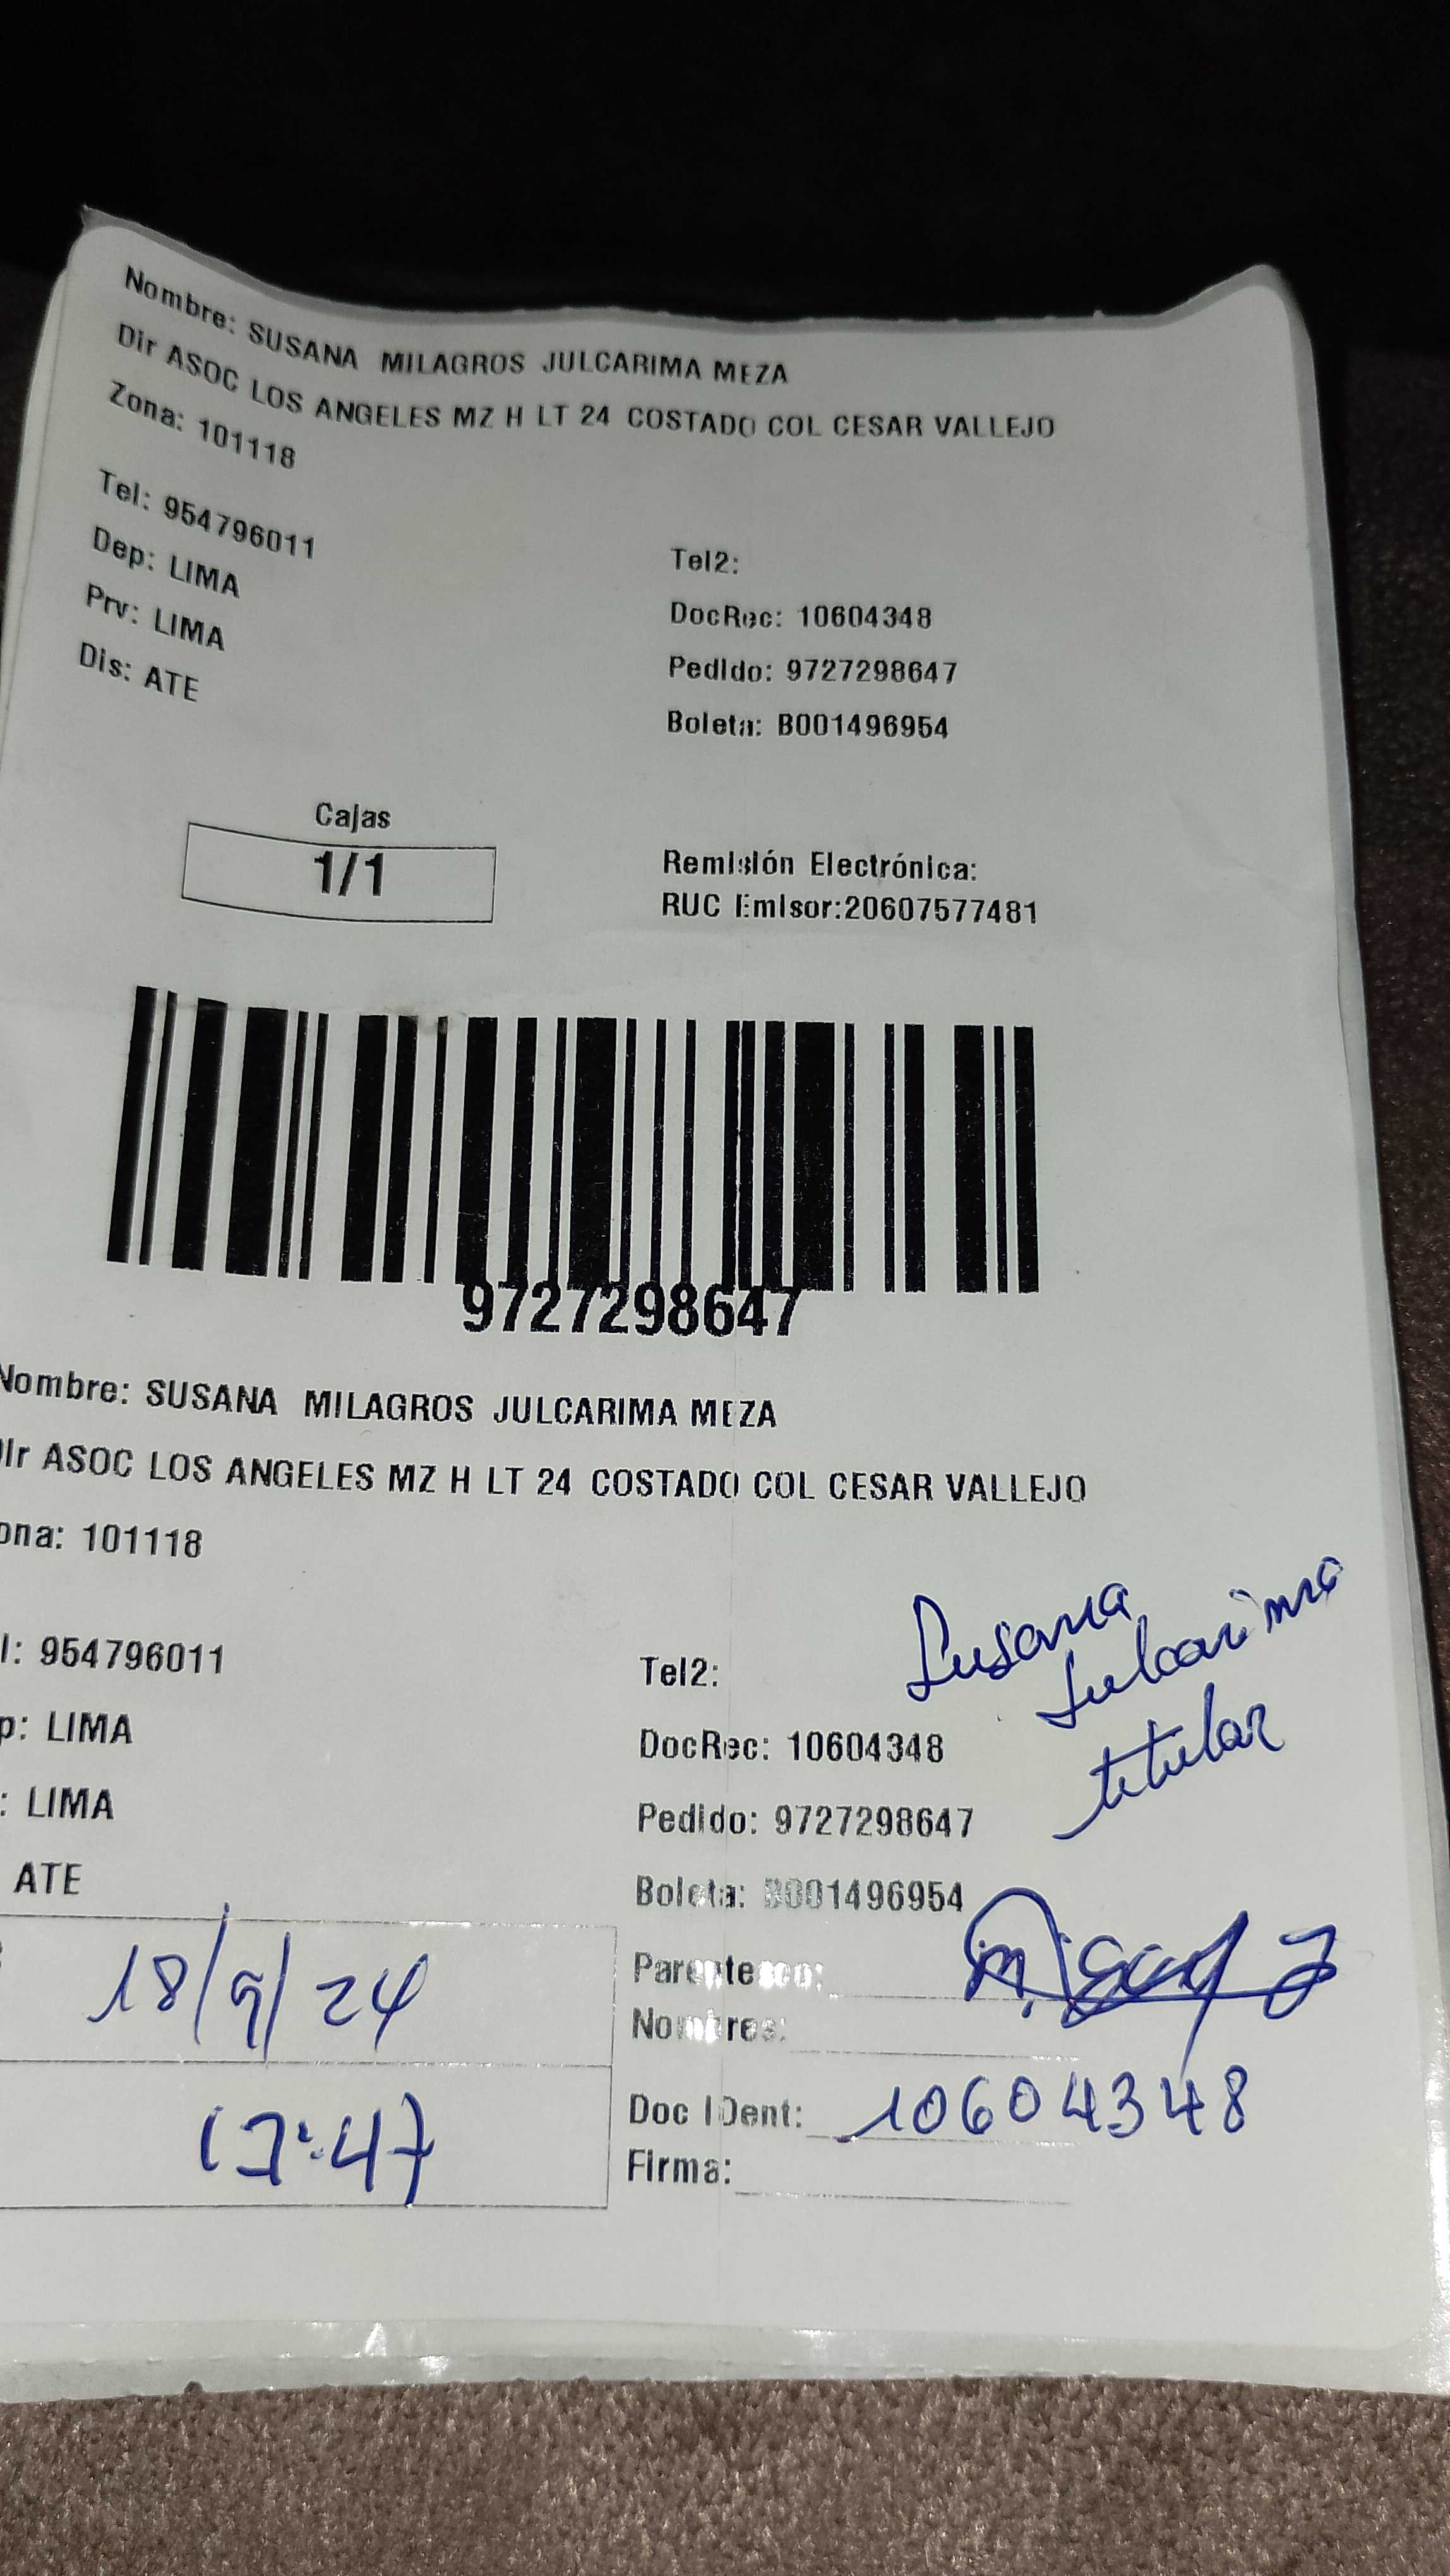 Nombre: SUSANA MILAGROS JULCARIMA MEZA
Dir ASOC LOS ANGELES MZ H LT 24 COSTADO COL CESAR VALLEJO
Zona: 101118
Tel: 954796011
Tel2:
Dep: LIMA
DocRec: 10604348
Prv: LIMA
Pedido: 9727298647
Dis: ATE
Boleta: B001496954
Cajas
1/1
Remisión Electrónica:
RUC Emisor:20607577481
9727298647
Nombre: SUSANA MILAGROS JULCARIMA MEZA
Dir ASOC LOS ANGELES MZ H LT 24 COSTADO COL CESAR VALLEJO
ona: 101118
l: 954796011
Tel2:
Susana
Julcarima
titular
p: LIMA
DocRec: 10604348
: LIMA
Pedido: 9727298647
ATE
Boleta: B001496954
18/9/24
Parentesco:
Nombres:
17:47
Doc IDent: 10604348
Firma: